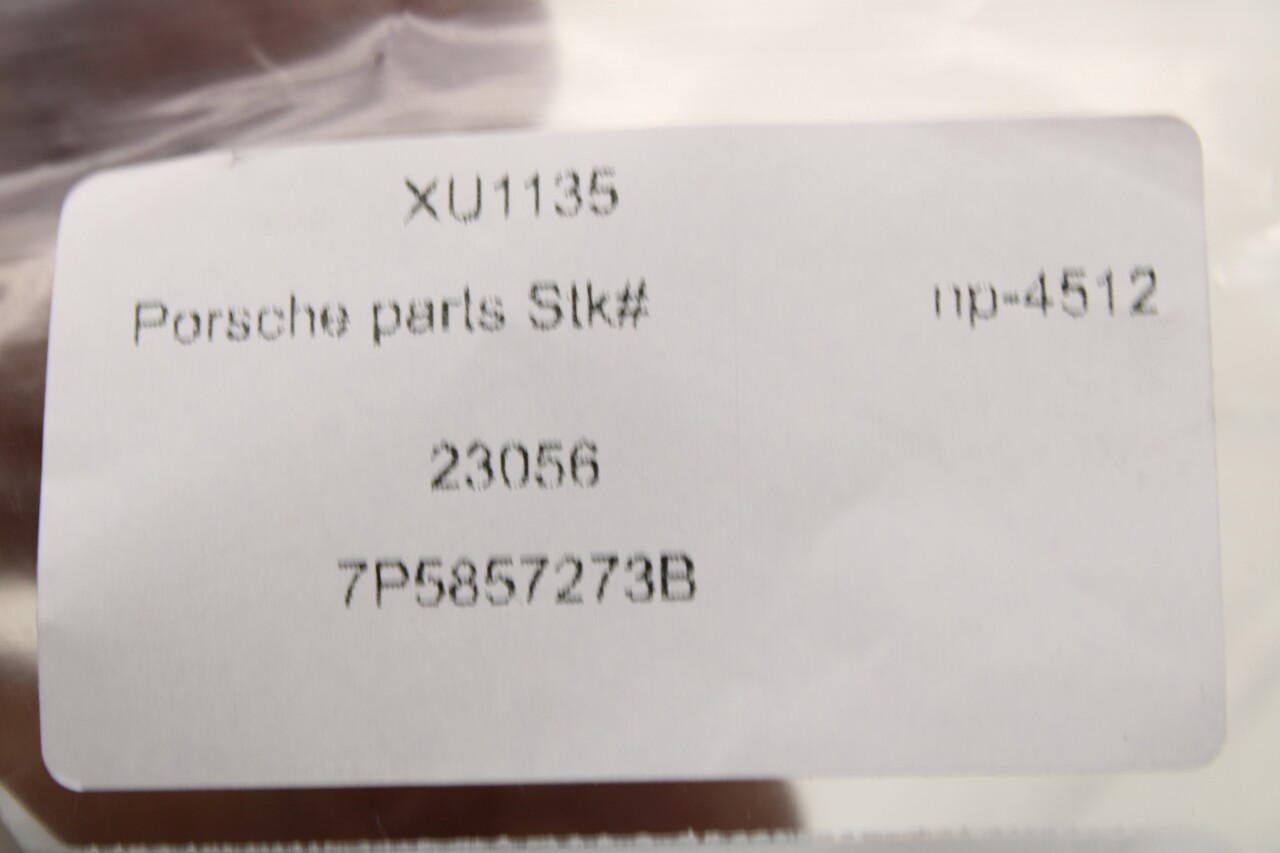 XU1135
Porsche parts Stk# np-4512
23056
7P5857273B